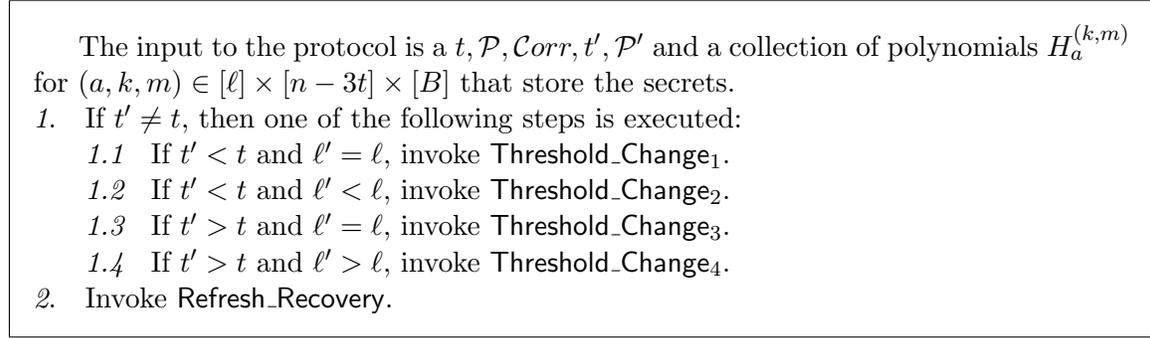 The input to the protocol is a t, 𝒫, 𝒞orr, t′, 𝒫′ and a collection of polynomials H_a^{(k,m)}
for (a, k, m) ∈ [ℓ] × [n − 3t] × [B] that store the secrets.
1. If t′ ≠ t, then one of the following steps is executed:
1.1 If t′ < t and ℓ′ = ℓ, invoke Threshold_Change₁.
1.2 If t′ < t and ℓ′ < ℓ, invoke Threshold_Change₂.
1.3 If t′ > t and ℓ′ = ℓ, invoke Threshold_Change₃.
1.4 If t′ > t and ℓ′ > ℓ, invoke Threshold_Change₄.
2. Invoke Refresh_Recovery.